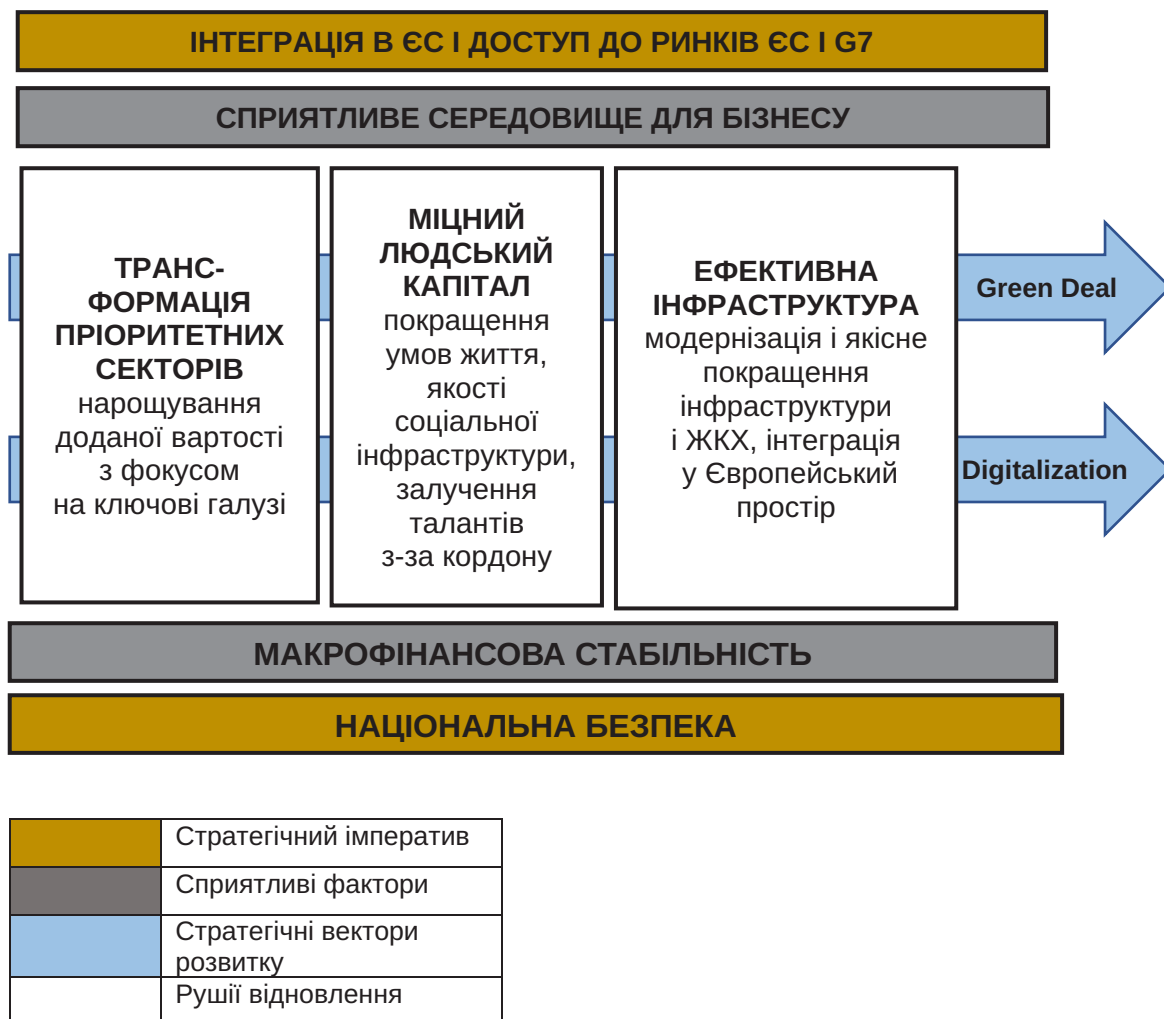 ІНТЕГРАЦІЯ В ЄС І ДОСТУП ДО РИНКІВ ЄС І G7
СПРИЯТЛИВЕ СЕРЕДОВИЩЕ ДЛЯ БІЗНЕСУ
ТРАНС-
ФОРМАЦІЯ
ПРІОРИТЕТНИХ
СЕКТОРІВ
нарощування
доданої вартості
з фокусом
на ключові галузі
МІЦНИЙ
ЛЮДСЬКИЙ
КАПІТАЛ
покращення
умов життя,
якості
соціальної
інфраструктури,
залучення
талантів
з-за кордону
ЕФЕКТИВНА
ІНФРАСТРУКТУРА
модернізація і якісне
покращення
інфраструктури
і ЖКХ, інтеграція
у Європейський
простір
Green Deal
Digitalization
МАКРОФІНАНСОВА СТАБІЛЬНІСТЬ
НАЦІОНАЛЬНА БЕЗПЕКА
Стратегічний імператив
Сприятливі фактори
Стратегічні вектори
розвитку
Рушії відновлення